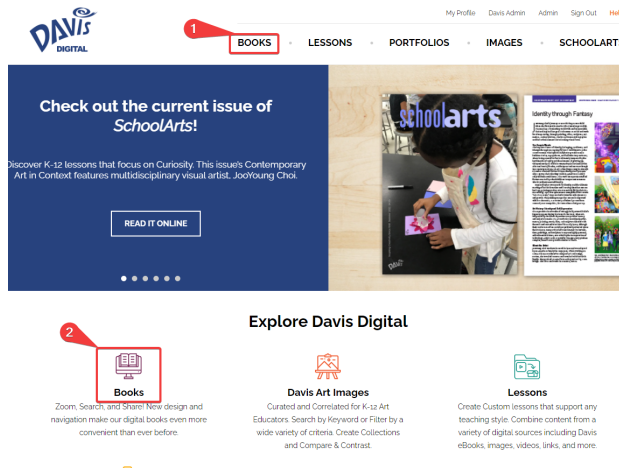 DAVIS
DIGITAL
My Profile Davis Admin Admin Sign Out Hel
1
BOOKS LESSONS PORTFOLIOS IMAGES SCHOOLART
Check out the current issue of
SchoolArts!
Discover K-12 lessons that focus on Curiosity. This issue's Contemporary
Art in Context features multidisciplinary visual artist, JooYoung Choi.
READ IT ONLINE
schoolarts
DAVIS
Identity through Fantasy
Explore Davis Digital
2
Books
Zoom, Search, and Share! New design and
navigation make our digital books even more
convenient than ever before.
Davis Art Images
Curated and Correlated for K-12 Art
Educators. Search by Keyword or Filter by a
wide variety of criteria. Create Collections
and Compare & Contrast.
Lessons
Create Custom lessons that support any
teaching style. Combine content from a
variety of digital sources including Davis
eBooks, images, videos, links, and more.